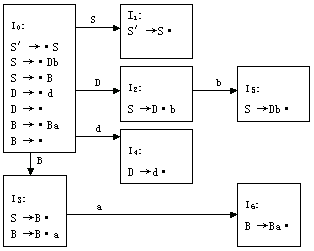 I₀:
S′ → · S
S → · Db
S → · B
D → · d
D → ·
B → · Ba
B → ·
S
I₁:
S′ → S ·
D
I₂:
S → D · b
b
I₅:
S → Db ·
d
I₄:
D → d ·
B
I₃:
S → B ·
B → B · a
a
I₆:
B → Ba ·